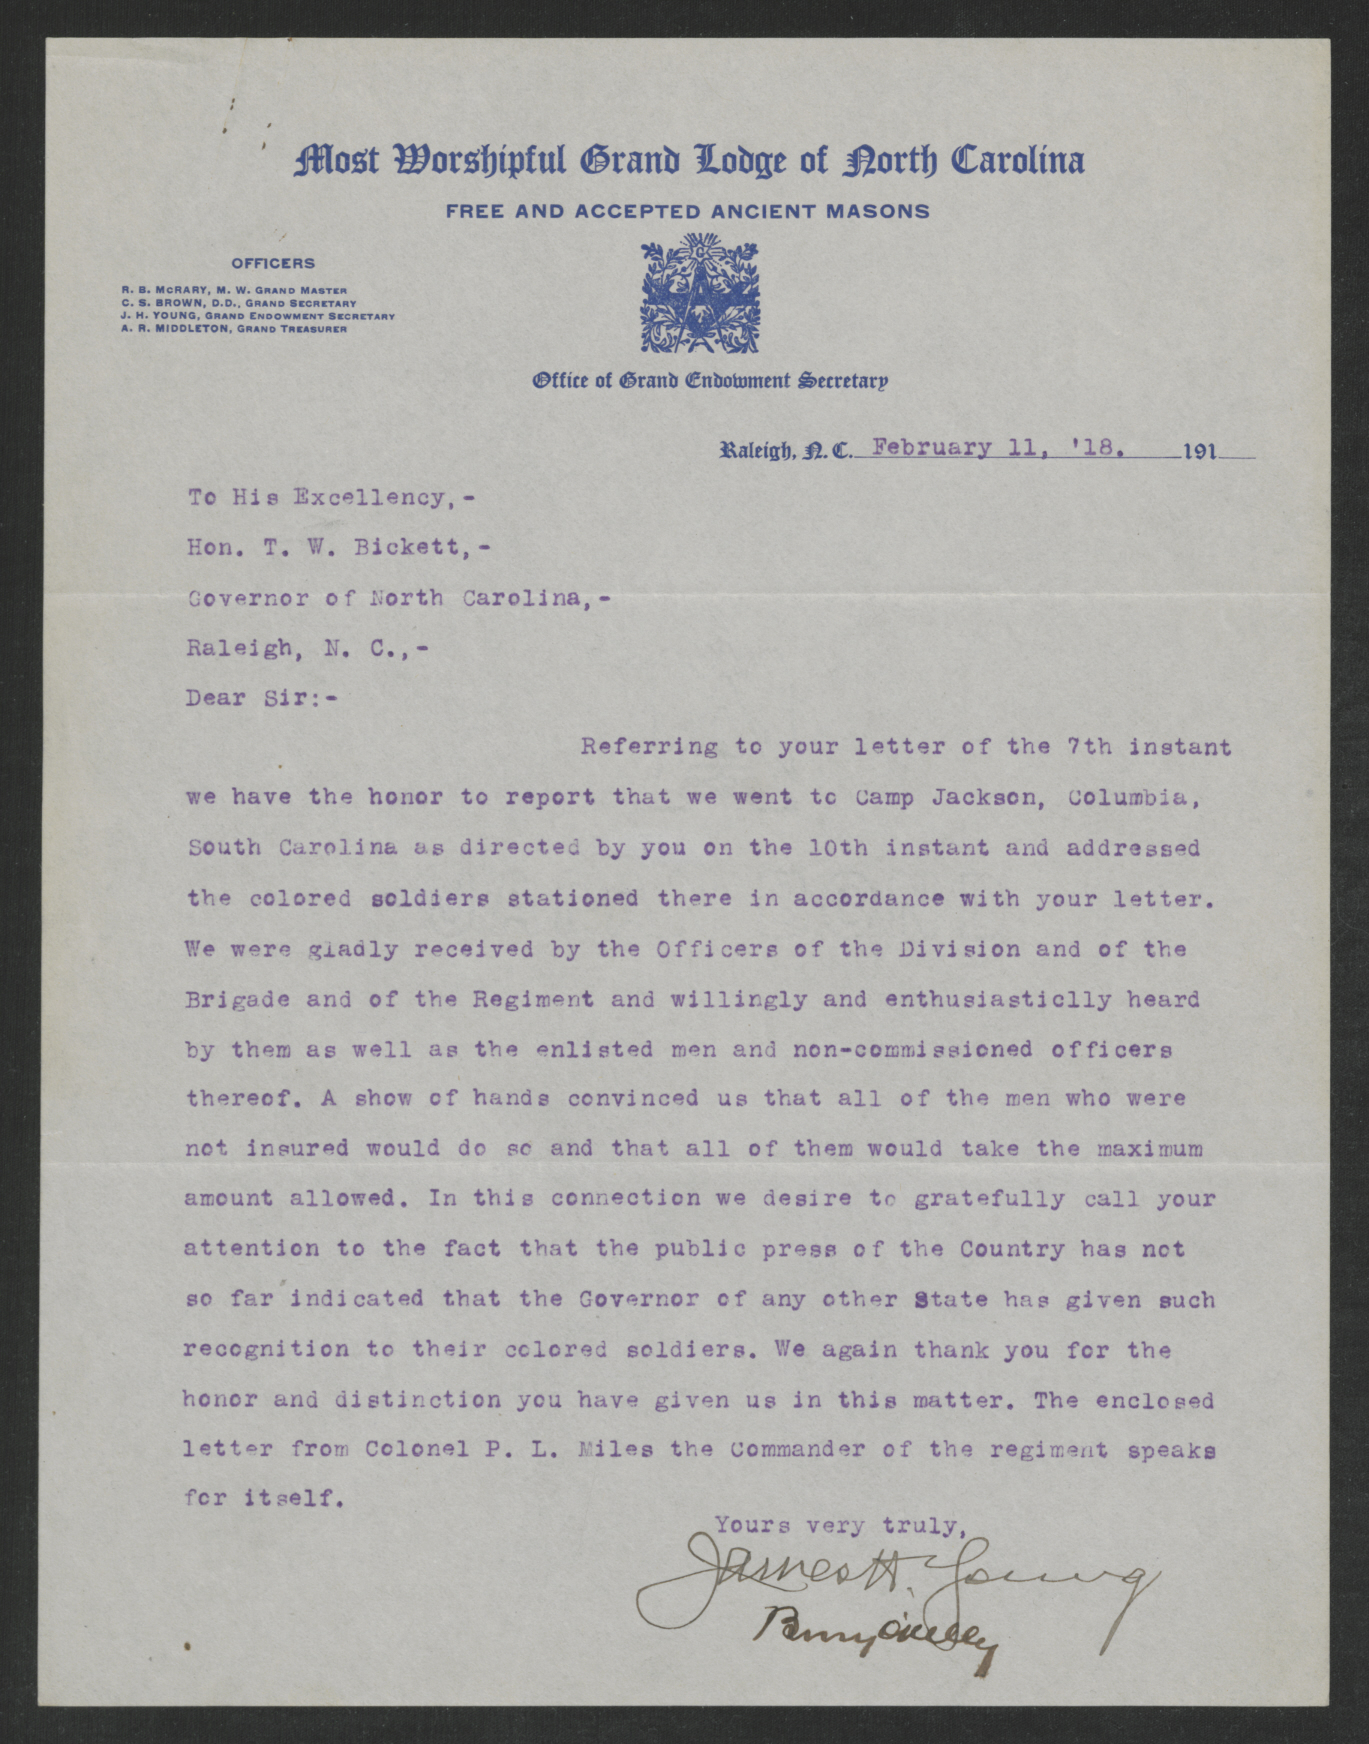 Most Worshipful Grand Lodge of North Carolina
FREE AND ACCEPTED ANCIENT MASONS
OFFICERS
R. B. McRARY, M. W. GRAND MASTER
C. S. BROWN, D.D., GRAND SECRETARY
J. H. YOUNG, GRAND ENDOWMENT SECRETARY
A. R. MIDDLETON, GRAND TREASURER
G
Office of Grand Endowment Secretary
Raleigh, N. C. February 11, '18. 191
To His Excellency,-
Hon. T. W. Bickett,-
Governor of North Carolina,-
Raleigh, N. C.,-
Dear Sir:-
Referring to your letter of the 7th instant
we have the honor to report that we went to Camp Jackson, Columbia,
South Carolina as directed by you on the 10th instant and addressed
the colored soldiers stationed there in accordance with your letter.
We were gladly received by the Officers of the Division and of the
Brigade and of the Regiment and willingly and enthusiasticlly heard
by them as well as the enlisted men and non-commissioned officers
thereof. A show of hands convinced us that all of the men who were
not insured would do so and that all of them would take the maximum
amount allowed. In this connection we desire to gratefully call your
attention to the fact that the public press of the Country has not
so far indicated that the Governor of any other State has given such
recognition to their colored soldiers. We again thank you for the
honor and distinction you have given us in this matter. The enclosed
letter from Colonel P. L. Miles the Commander of the regiment speaks
for itself.
Yours very truly,
James H. Young
Berry O'Kelly